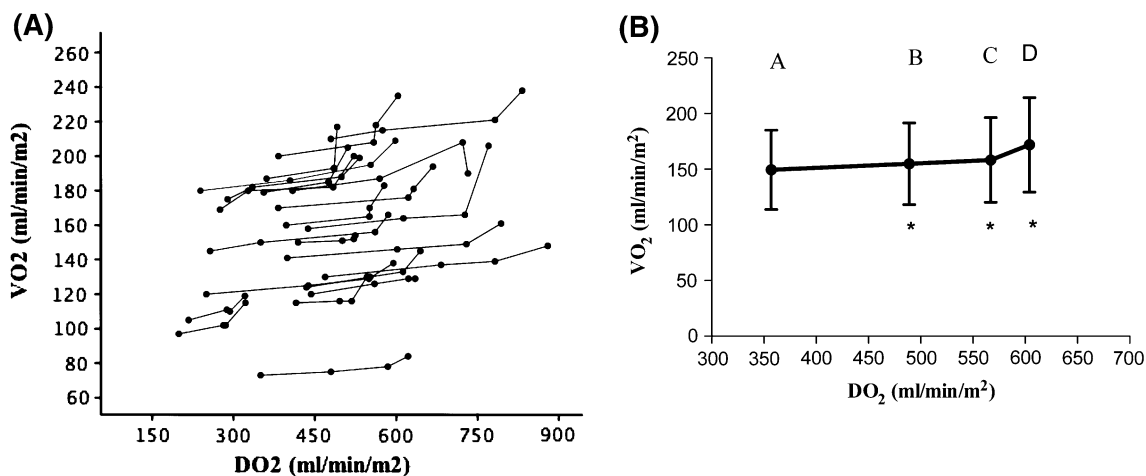 (A)
VO2 (ml/min/m2)
260
240
220
200
180
160
140
120
100
80
60
150 300 450 600 750 900
DO2 (ml/min/m2)
(B)
VO₂ (ml/min/m²)
250
200
150
100
50
0
A B C D
* * *
300 350 400 450 500 550 600 650 700
DO₂ (ml/min/m²)